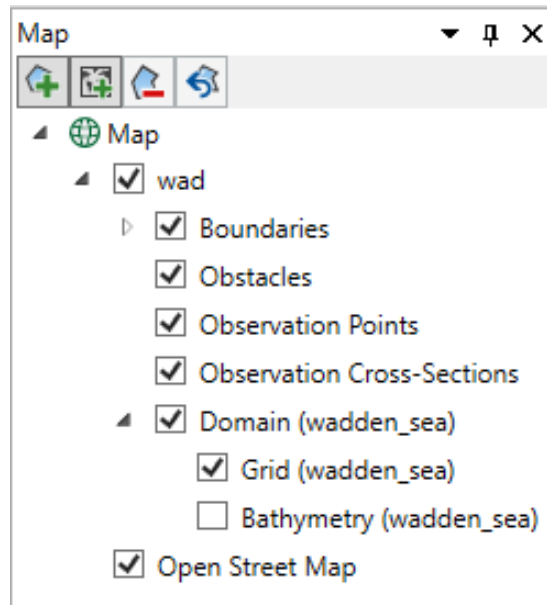 Map
Map
wad
Boundaries
Obstacles
Observation Points
Observation Cross-Sections
Domain (wadden_sea)
Grid (wadden_sea)
Bathymetry (wadden_sea)
Open Street Map